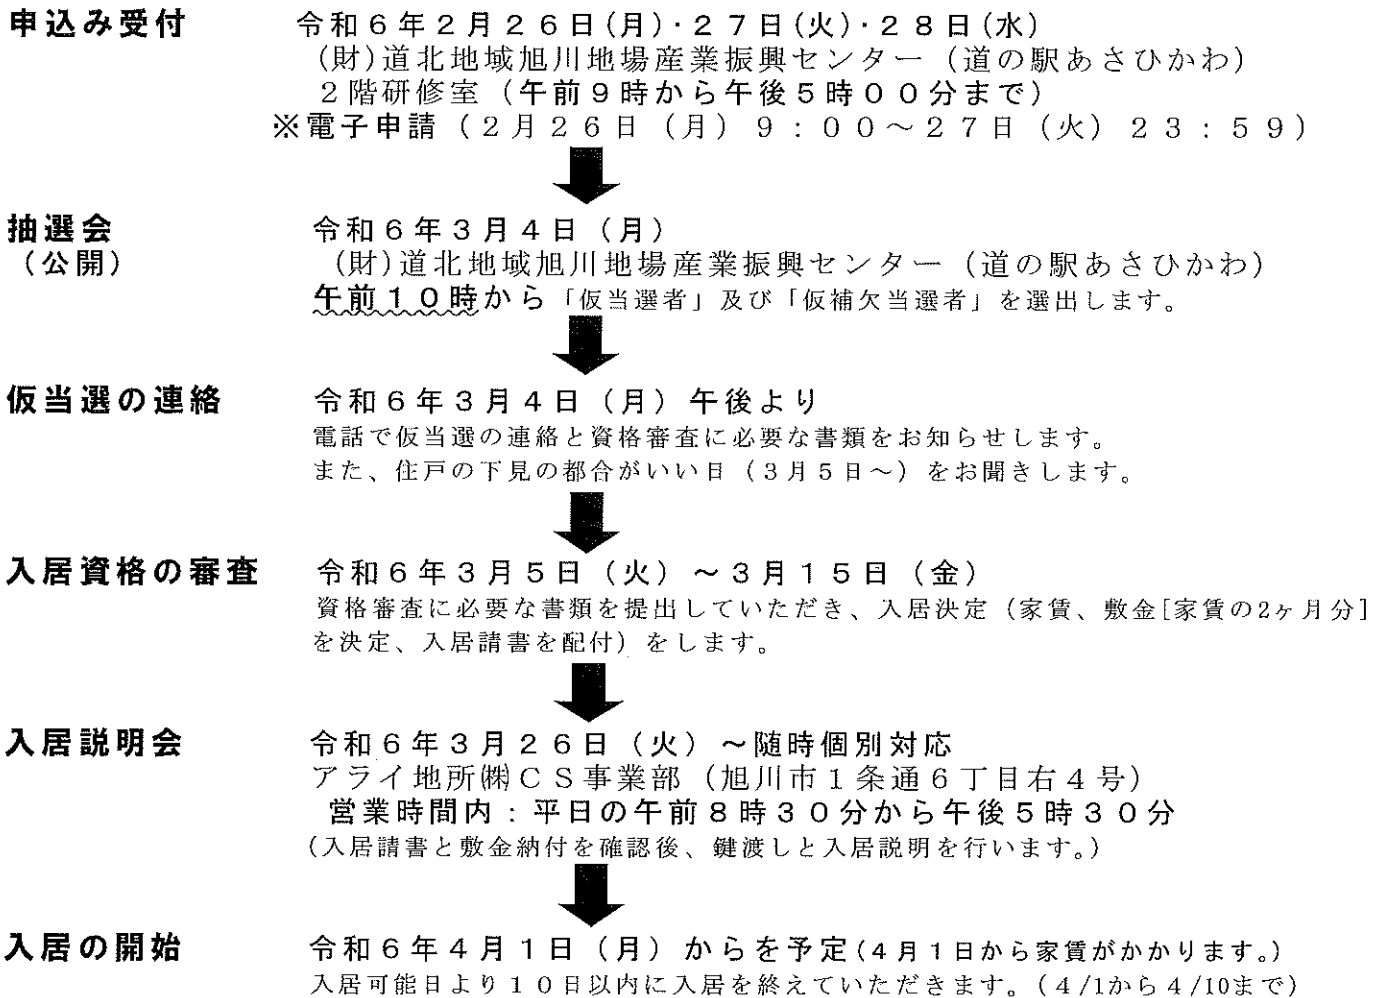 申込み受付 令和６年２月２６日(月)・２７日(火)・２８日(水)
(財)道北地域旭川地場産業振興センター（道の駅あさひかわ）
２階研修室（午前９時から午後５時００分まで）
※電子申請（２月２６日（月）９：００～２７日（火）２３：５９）
抽選会 令和６年３月４日（月）
（公開） (財)道北地域旭川地場産業振興センター（道の駅あさひかわ）
午前１０時から「仮当選者」及び「仮補欠当選者」を選出します。
仮当選の連絡 令和６年３月４日（月）午後より
電話で仮当選の連絡と資格審査に必要な書類をお知らせします。
また、住戸の下見の都合がいい日（３月５日～）をお聞きします。
入居資格の審査 令和６年３月５日（火）～３月１５日（金）
資格審査に必要な書類を提出していただき、入居決定（家賃、敷金[家賃の2ヶ月分]
を決定、入居請書を配付）をします。
入居説明会 令和６年３月２６日（火）～随時個別対応
アライ地所㈱ＣＳ事業部（旭川市１条通６丁目右４号）
営業時間内：平日の午前８時３０分から午後５時３０分
(入居請書と敷金納付を確認後、鍵渡しと入居説明を行います。)
入居の開始 令和６年４月１日（月）からを予定(４月１日から家賃がかかります。)
入居可能日より１０日以内に入居を終えていただきます。(４/1から４/10まで)